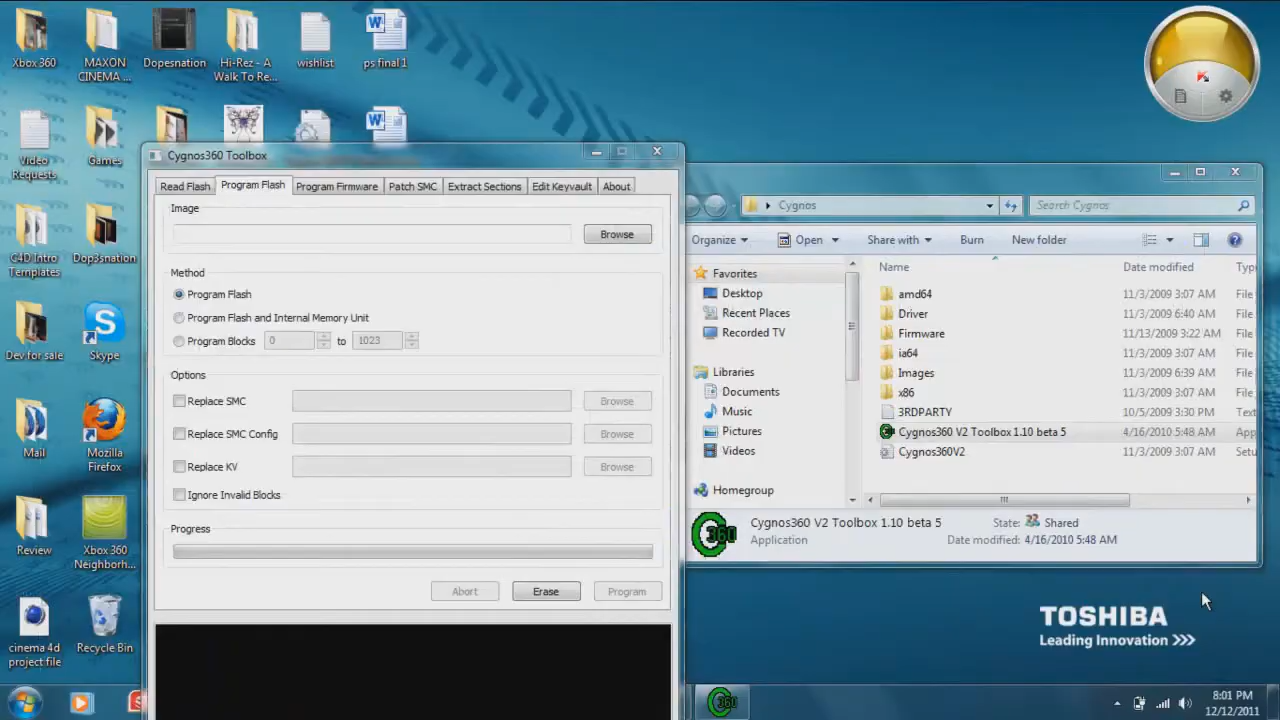 Xbox 360
MAXON
CINEMA ...
Dopesnation
Hi-Rez - A
Walk To Re...
wishlist
ps final 1
Video
Requests
Games
C4D Intro
Templates
Dop3snation
Dev for sale
Skype
Mail
Mozilla
Firefox
Review
Xbox 360
Neighborh...
cinema 4d
project file
Recycle Bin
Cygnos360 Toolbox
Read Flash
Program Flash
Program Firmware
Patch SMC
Extract Sections
Edit Keyvault
About
Image
Browse
Method
Program Flash
Program Flash and Internal Memory Unit
Program Blocks 0 to 1023
Options
Replace SMC Browse
Replace SMC Config Browse
Replace KV Browse
Ignore Invalid Blocks
Progress
Abort Erase Program
Cygnos
Search Cygnos
Organize Open Share with Burn New folder
Favorites
Desktop
Recent Places
Recorded TV
Libraries
Documents
Music
Pictures
Videos
Homegroup
Name Date modified Typ
amd64 11/3/2009 3:07 AM File
Driver 11/3/2009 6:40 AM File
Firmware 11/13/2009 3:22 AM File
ia64 11/3/2009 3:07 AM File
Images 11/3/2009 6:39 AM File
x86 11/3/2009 3:07 AM File
3RDPARTY 10/5/2009 3:30 PM Text
Cygnos360 V2 Toolbox 1.10 beta 5 4/16/2010 5:48 AM App
Cygnos360V2 11/3/2009 3:07 AM Setu
Cygnos360 V2 Toolbox 1.10 beta 5 State: Shared
Application Date modified: 4/16/2010 5:48 AM
TOSHIBA
Leading Innovation >>>
8:01 PM
12/12/2011